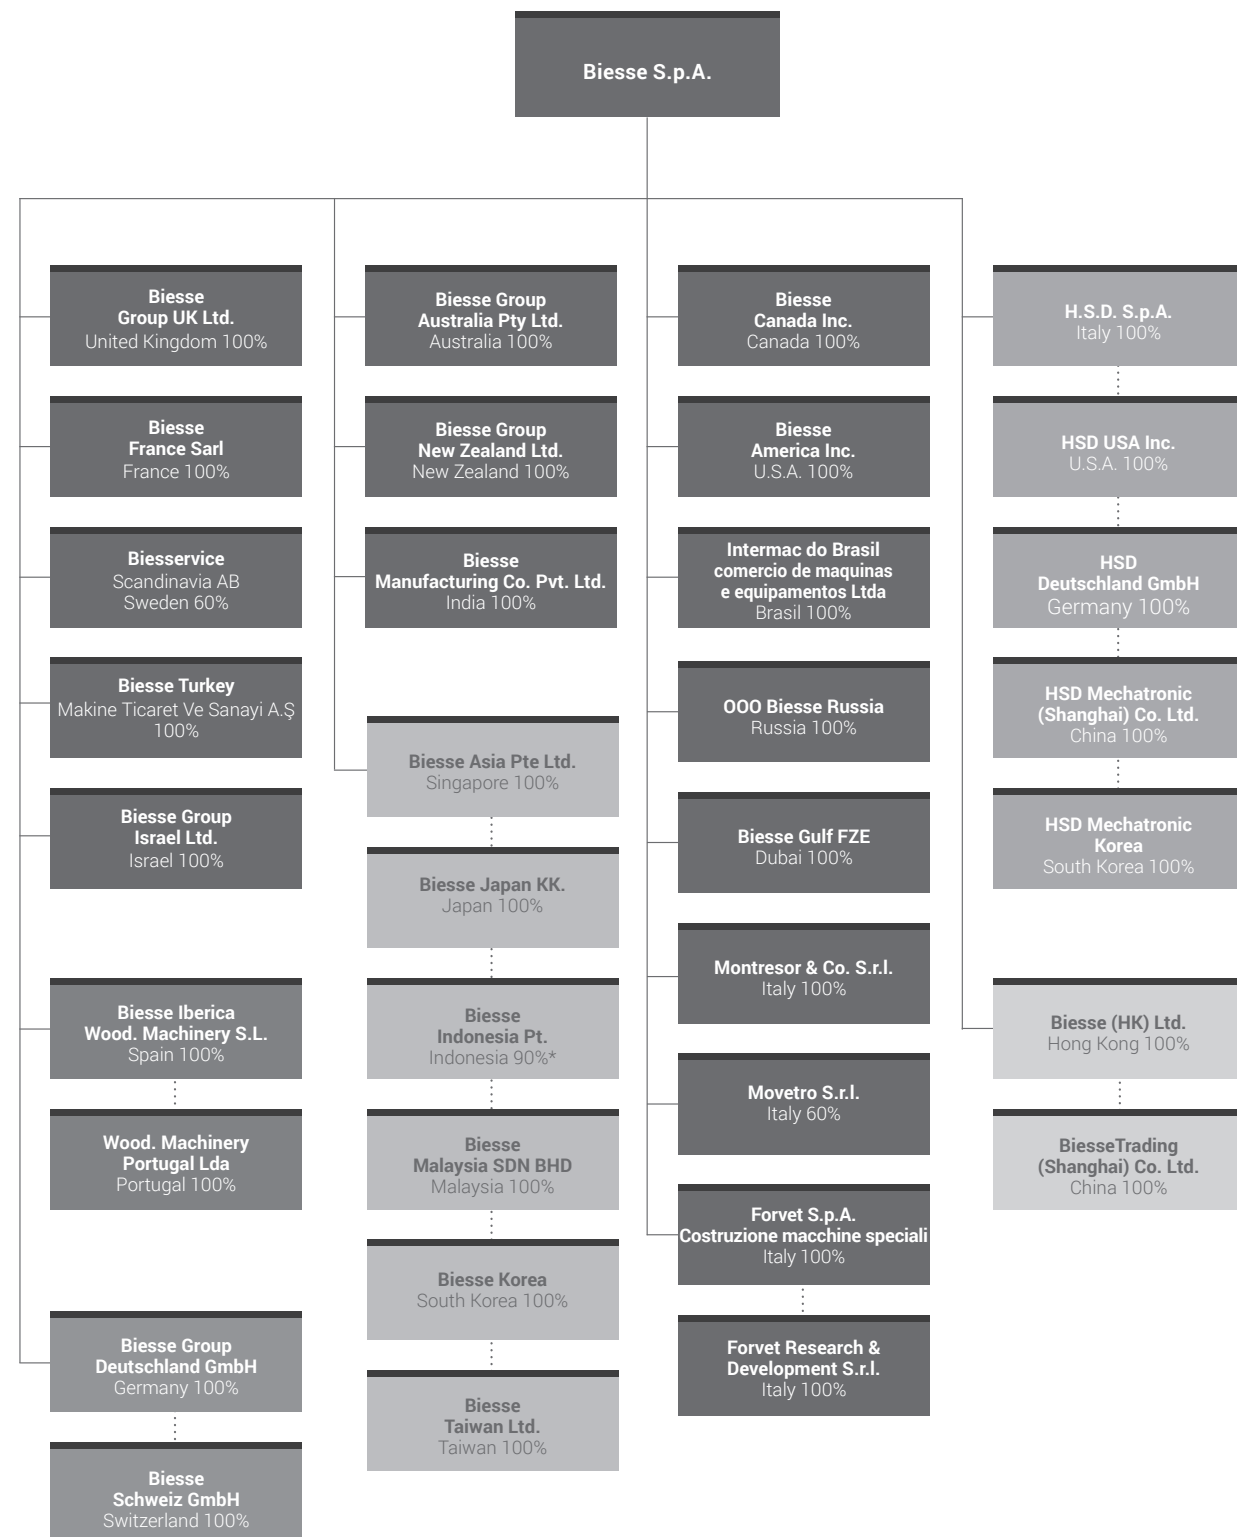 Biesse S.p.A.
Biesse
Group UK Ltd.
United Kingdom 100%
Biesse
France Sarl
France 100%
Biesservice
Scandinavia AB
Sweden 60%
Biesse Turkey
Makine Ticaret Ve Sanayi A.Ş
100%
Biesse Group
Israel Ltd.
Israel 100%
Biesse Iberica
Wood. Machinery S.L.
Spain 100%
Wood. Machinery
Portugal Lda
Portugal 100%
Biesse Group
Deutschland GmbH
Germany 100%
Biesse
Schweiz GmbH
Switzerland 100%
Biesse Group
Australia Pty Ltd.
Australia 100%
Biesse Group
New Zealand Ltd.
New Zealand 100%
Biesse
Manufacturing Co. Pvt. Ltd.
India 100%
Biesse Asia Pte Ltd.
Singapore 100%
Biesse Japan KK.
Japan 100%
Biesse
Indonesia Pt.
Indonesia 90%*
Biesse
Malaysia SDN BHD
Malaysia 100%
Biesse Korea
South Korea 100%
Biesse
Taiwan Ltd.
Taiwan 100%
Biesse
Canada Inc.
Canada 100%
Biesse
America Inc.
U.S.A. 100%
Intermac do Brasil
comercio de maquinas
e equipamentos Ltda
Brasil 100%
OOO Biesse Russia
Russia 100%
Biesse Gulf FZE
Dubai 100%
Montresor & Co. S.r.l.
Italy 100%
Movetro S.r.l.
Italy 60%
Forvet S.p.A.
Costruzione macchine speciali
Italy 100%
Forvet Research &
Development S.r.l.
Italy 100%
H.S.D. S.p.A.
Italy 100%
HSD USA Inc.
U.S.A. 100%
HSD
Deutschland GmbH
Germany 100%
HSD Mechatronic
(Shanghai) Co. Ltd.
China 100%
HSD Mechatronic
Korea
South Korea 100%
Biesse (HK) Ltd.
Hong Kong 100%
BiesseTrading
(Shanghai) Co. Ltd.
China 100%